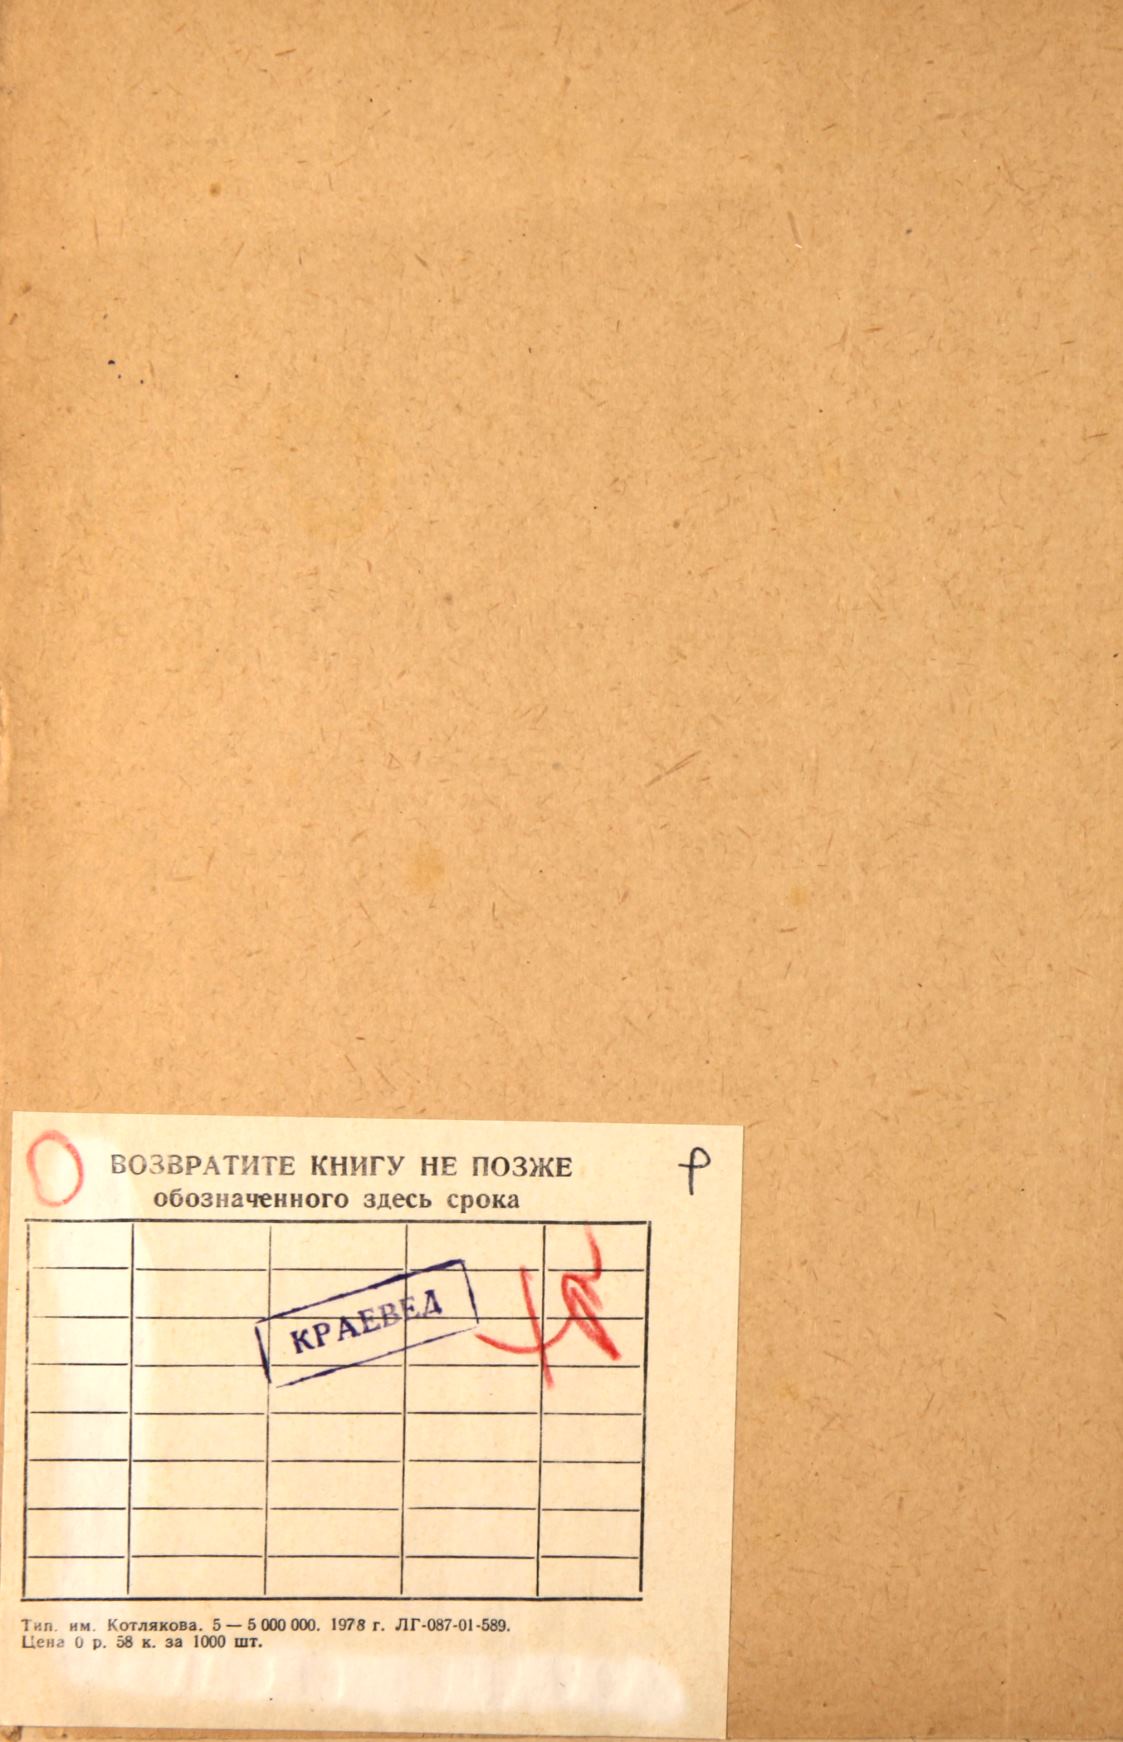 ВОЗВРАТИТЕ КНИГУ НЕ ПОЗЖЕ
обозначенного здесь срока
КРАЕВЕД
Тип. им. Котлякова. 5 — 5 000 000. 1978 г. ЛГ-087-01-589.
Цена 0 р. 58 к. за 1000 шт.